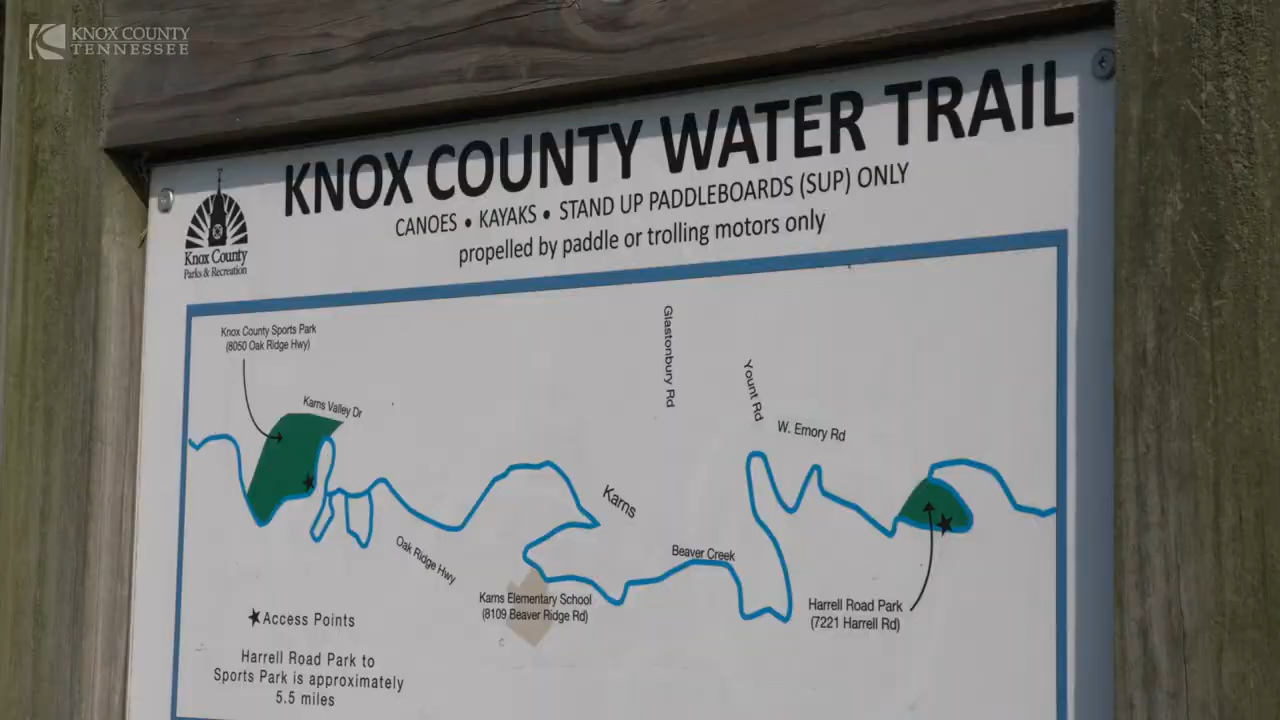 KNOX COUNTY
TENNESSEE
KNOX COUNTY WATER TRAIL
CANOES • KAYAKS • STAND UP PADDLEBOARDS (SUP) ONLY
propelled by paddle or trolling motors only
Knox County
Parks & Recreation
Knox County Sports Park
(8050 Oak Ridge Hwy)
Karns Valley Dr
Glastonbury Rd
Yount Rd
W. Emory Rd
Karns
Oak Ridge Hwy
Beaver Creek
Karns Elementary School
(8109 Beaver Ridge Rd)
Harrell Road Park
(7221 Harrell Rd)
★Access Points
Harrell Road Park to
Sports Park is approximately
5.5 miles